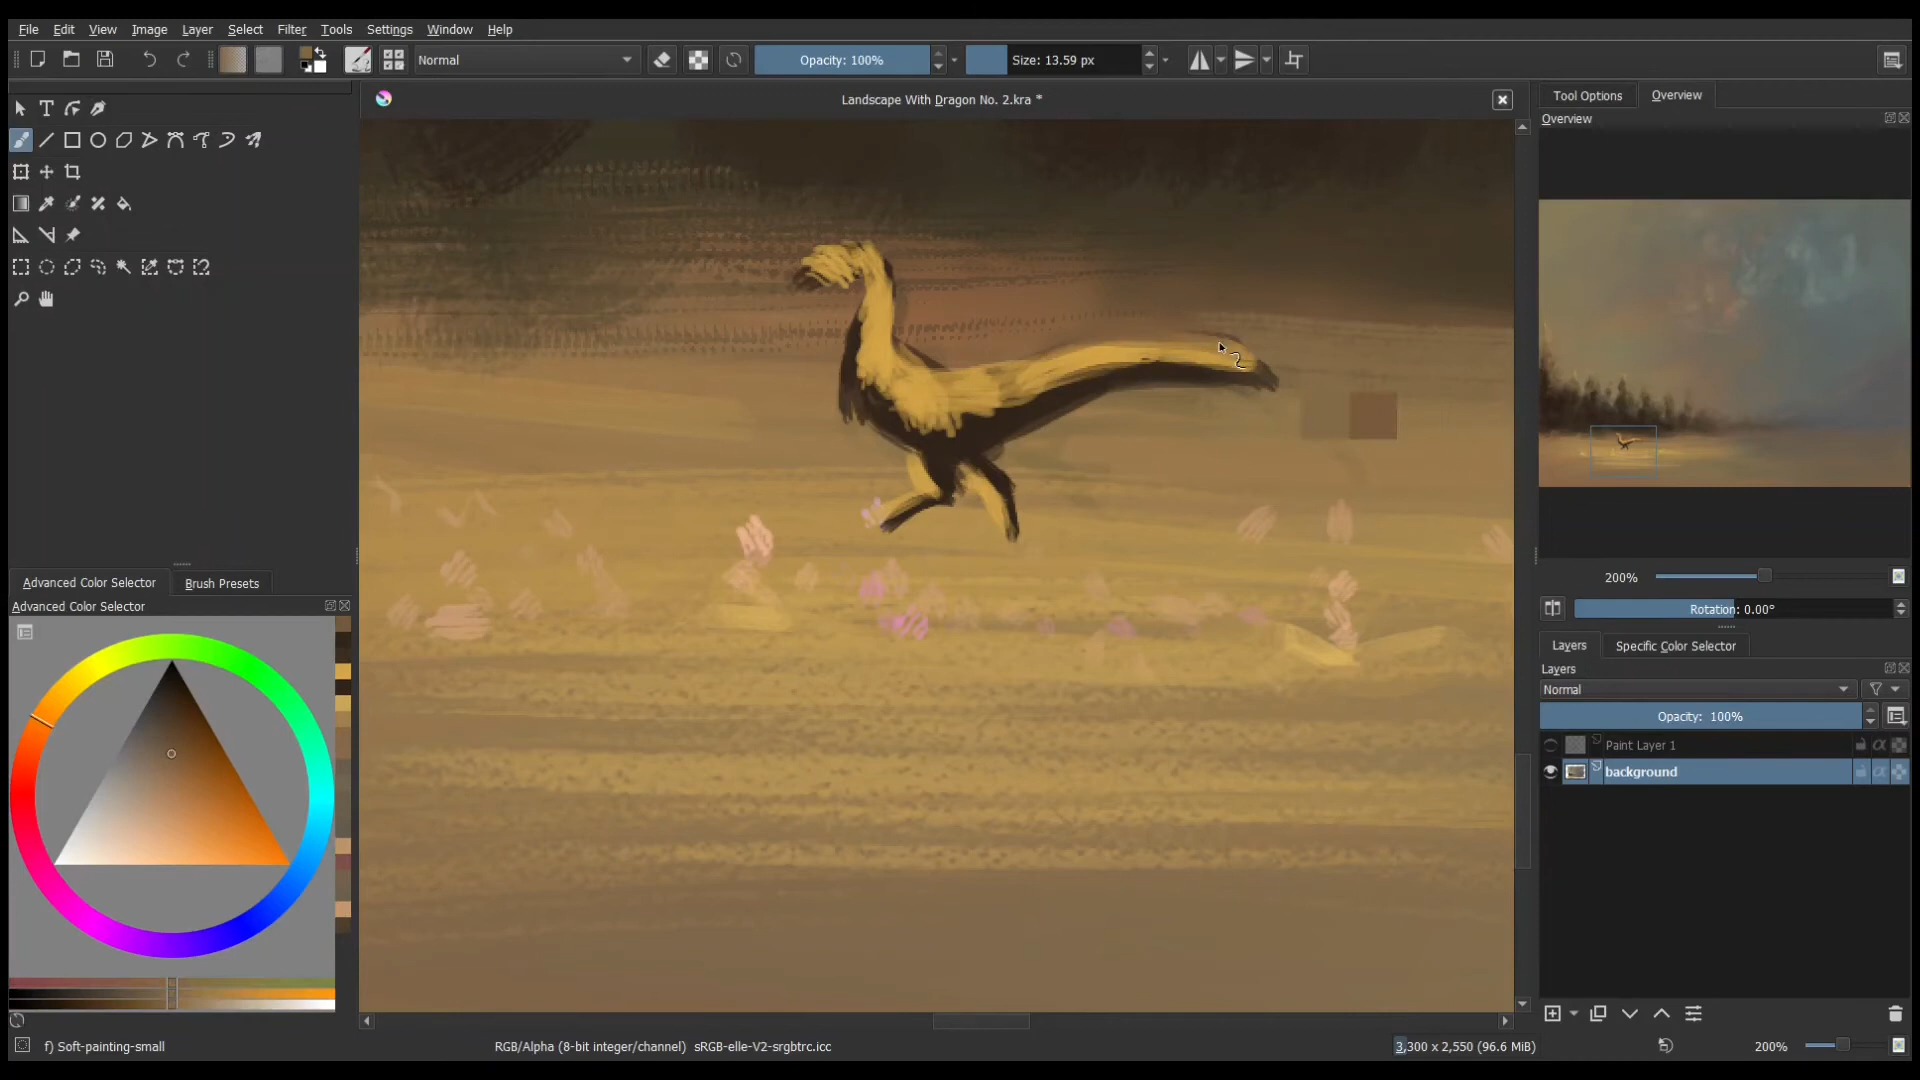 File Edit View Image Layer Select Filter Tools Settings Window Help
Normal Opacity: 100% Size: 13.59 px
Landscape With Dragon No. 2.kra *
Tool Options Overview
Overview
200%
Rotation: 0.00°
Layers Specific Color Selector
Layers
Normal
Opacity: 100%
Paint Layer 1
background
Advanced Color Selector Brush Presets
Advanced Color Selector
f) Soft-painting-small RGB/Alpha (8-bit integer/channel) sRGB-elle-V2-srgbtrc.icc 3,300 x 2,550 (96.6 MiB) 200%